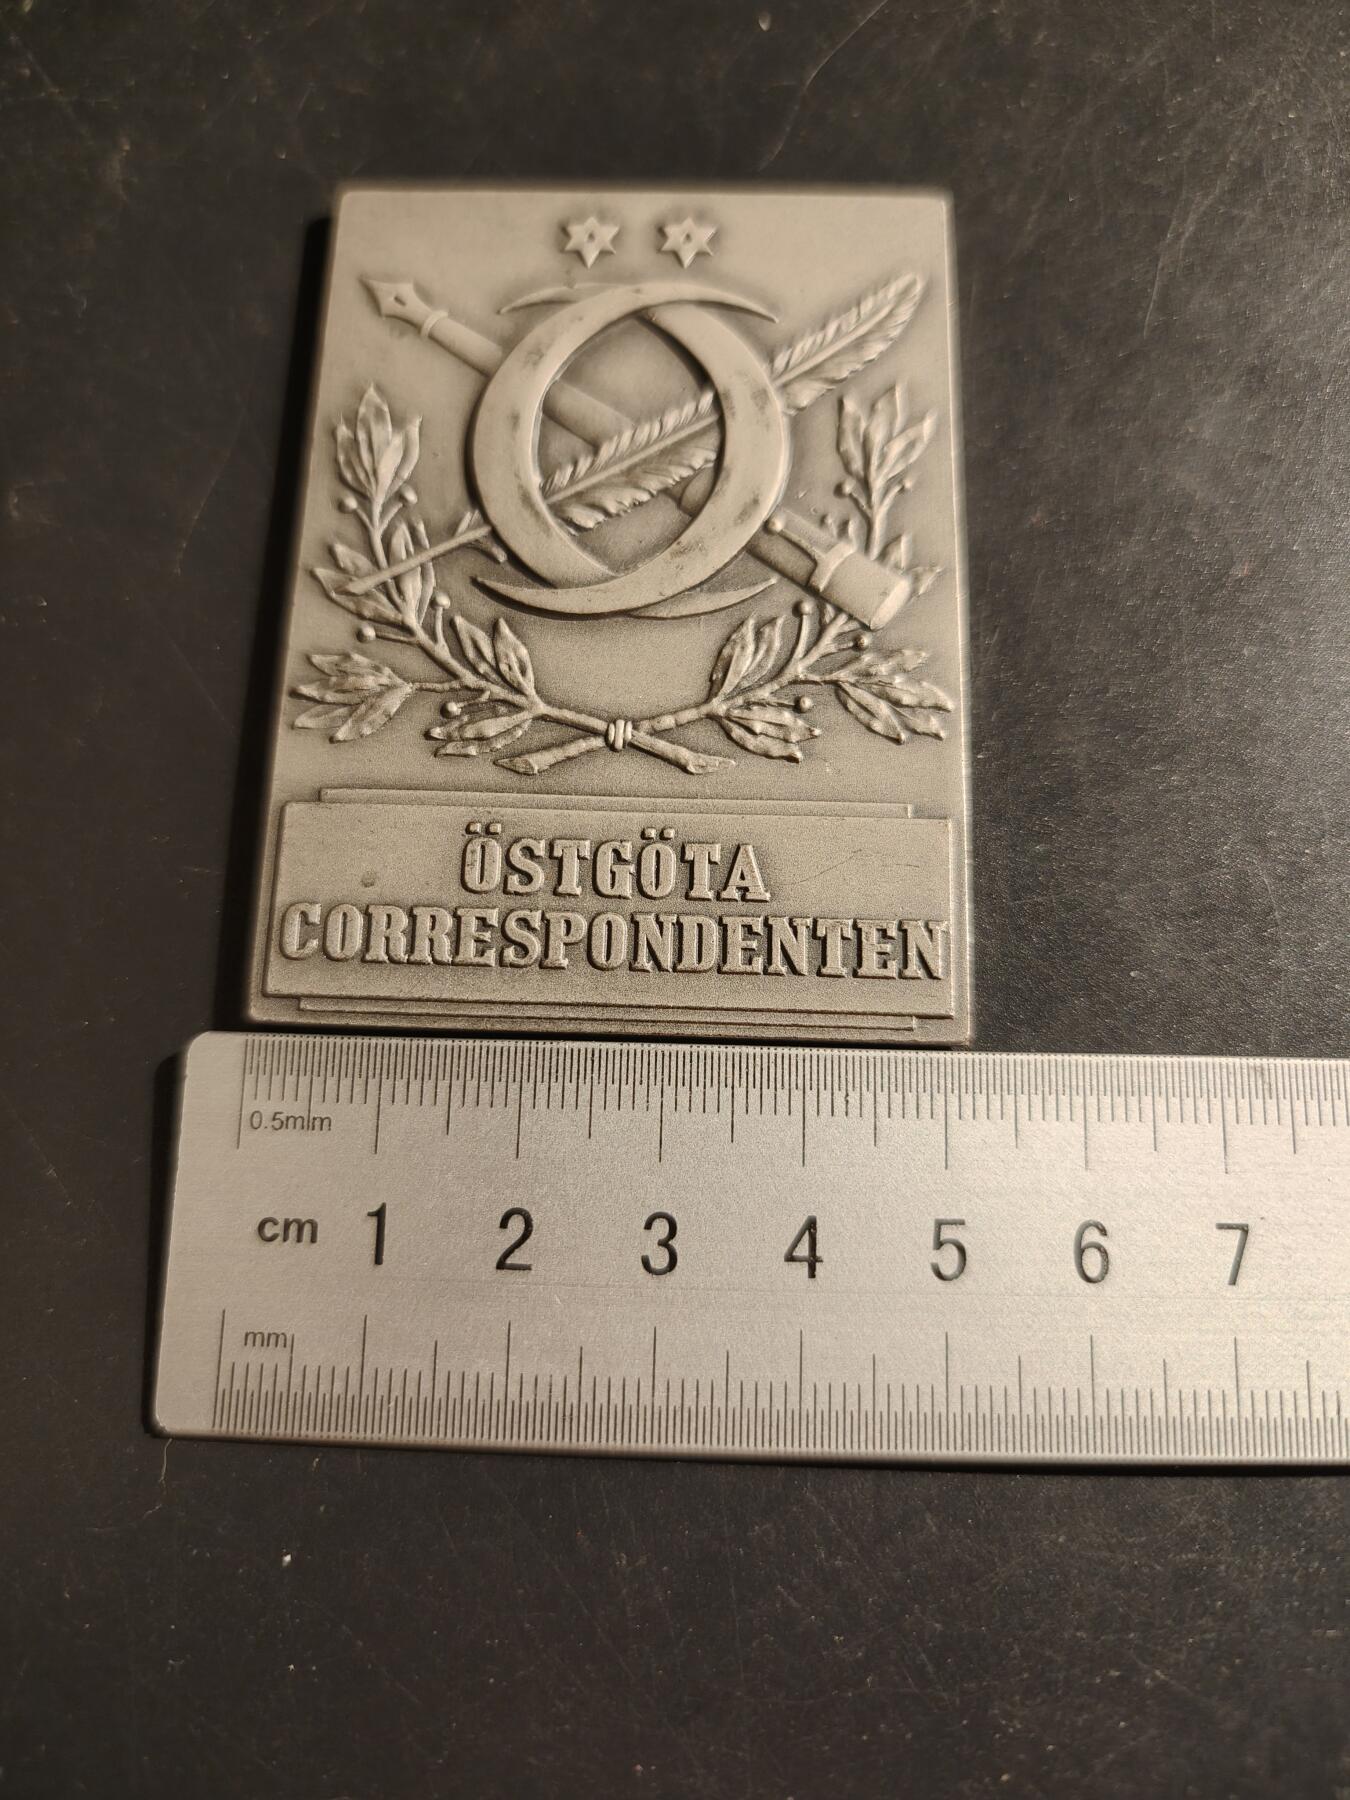 ÖSTGÖTA
CORRESPONDENTEN
0.5mm
cm 1 2 3 4 5 6 7
mm